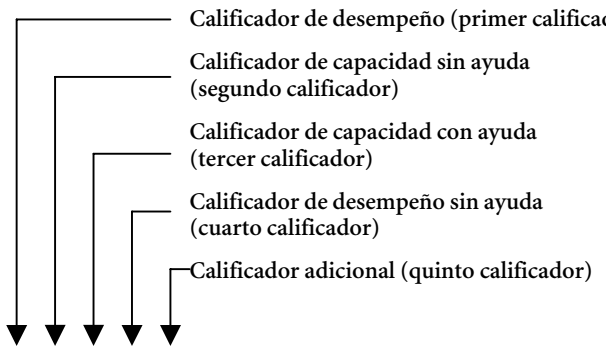 Calificador de desempeño (primer
Calificador de capacidad sin ayuda
(segundo calificador)
Calificador de capacidad con ayuda
(tercer calificador)
Calificador de desempeño sin ayuda
(cuarto calificador)
Calificador adicional (quinto calificador)